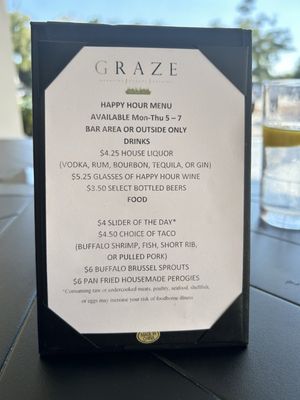 GRAZE
HAPPY HOUR MENU
AVAILABLE Mon-Thu 5 – 7
BAR AREA OR OUTSIDE ONLY
DRINKS
$4.25 HOUSE LIQUOR
(VODKA, RUM, BOURBON, TEQUILA, OR GIN)
$5.25 GLASSES OF HAPPY HOUR WINE
$3.50 SELECT BOTTLED BEERS
FOOD
$4 SLIDER OF THE DAY*
$4.50 CHOICE OF TACO
(BUFFALO SHRIMP, FISH, SHORT RIB,
OR PULLED PORK)
$6 BUFFALO BRUSSEL SPROUTS
$6 PAN FRIED HOUSEMADE PEROGIES
*Consuming raw or undercooked meats, poultry, seafood, shellfish,
or eggs may increase your risk of foodborne illness